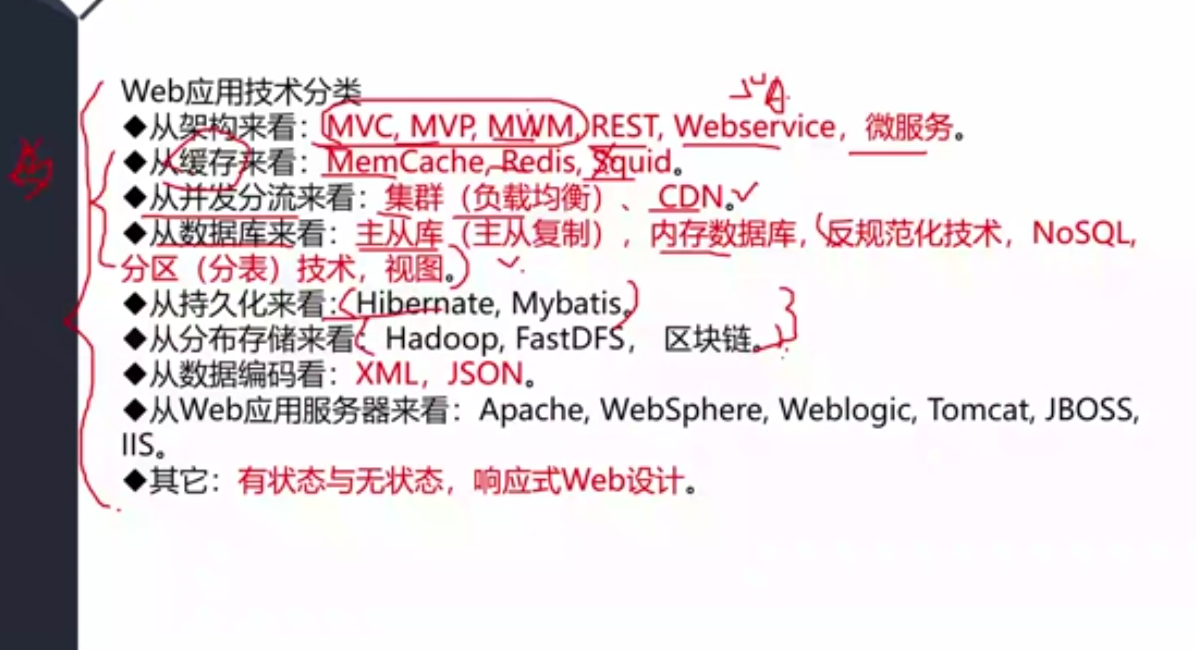 Web应用技术分类
◆从架构来看：MVC, MVP, MWM, REST, Webservice，微服务。
◆从缓存来看：MemCache, Redis, Squid。
◆从并发分流来看：集群（负载均衡）、 CDN。
◆从数据库来看：主从库（主从复制），内存数据库，反规范化技术，NoSQL,
分区（分表）技术，视图。
◆从持久化来看：Hibernate, Mybatis。
◆从分布存储来看：Hadoop, FastDFS， 区块链。
◆从数据编码看：XML，JSON。
◆从Web应用服务器来看：Apache, WebSphere, Weblogic, Tomcat, JBOSS,
IIS。
◆其它：有状态与无状态，响应式Web设计。